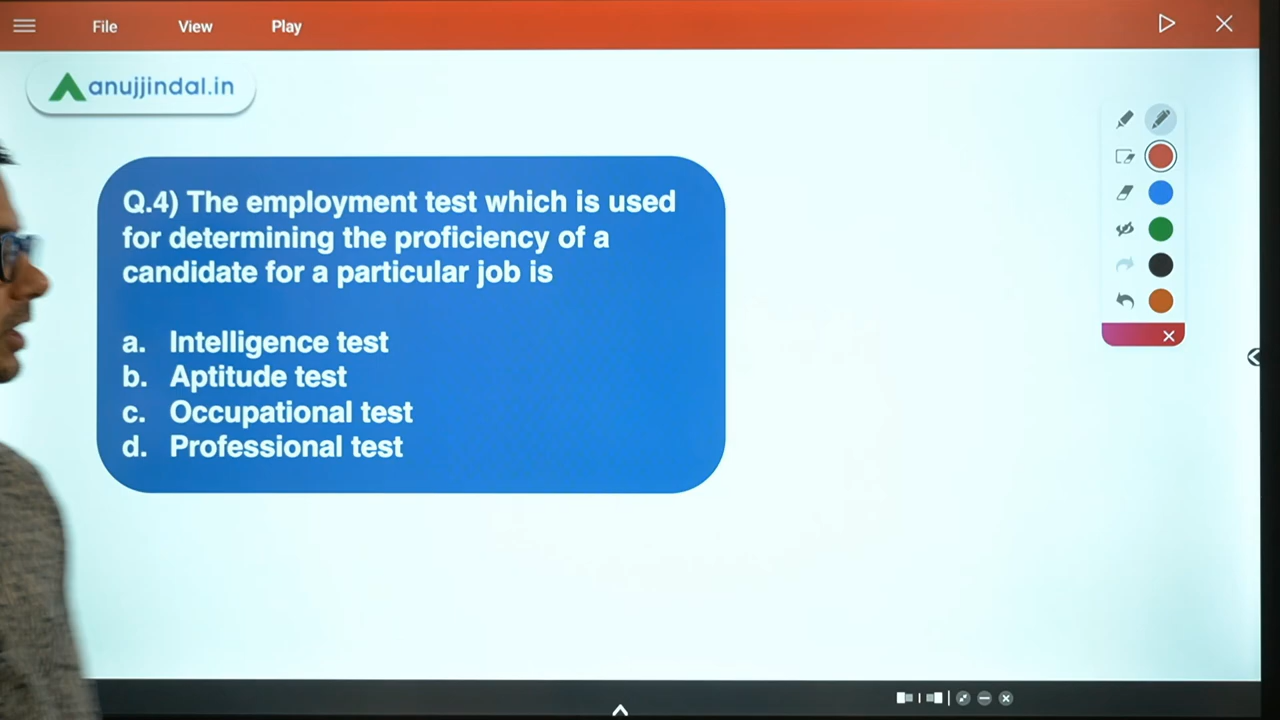 File View Play
anujjindal.in
Q.4) The employment test which is used
for determining the proficiency of a
candidate for a particular job is
a. Intelligence test
b. Aptitude test
c. Occupational test
d. Professional test